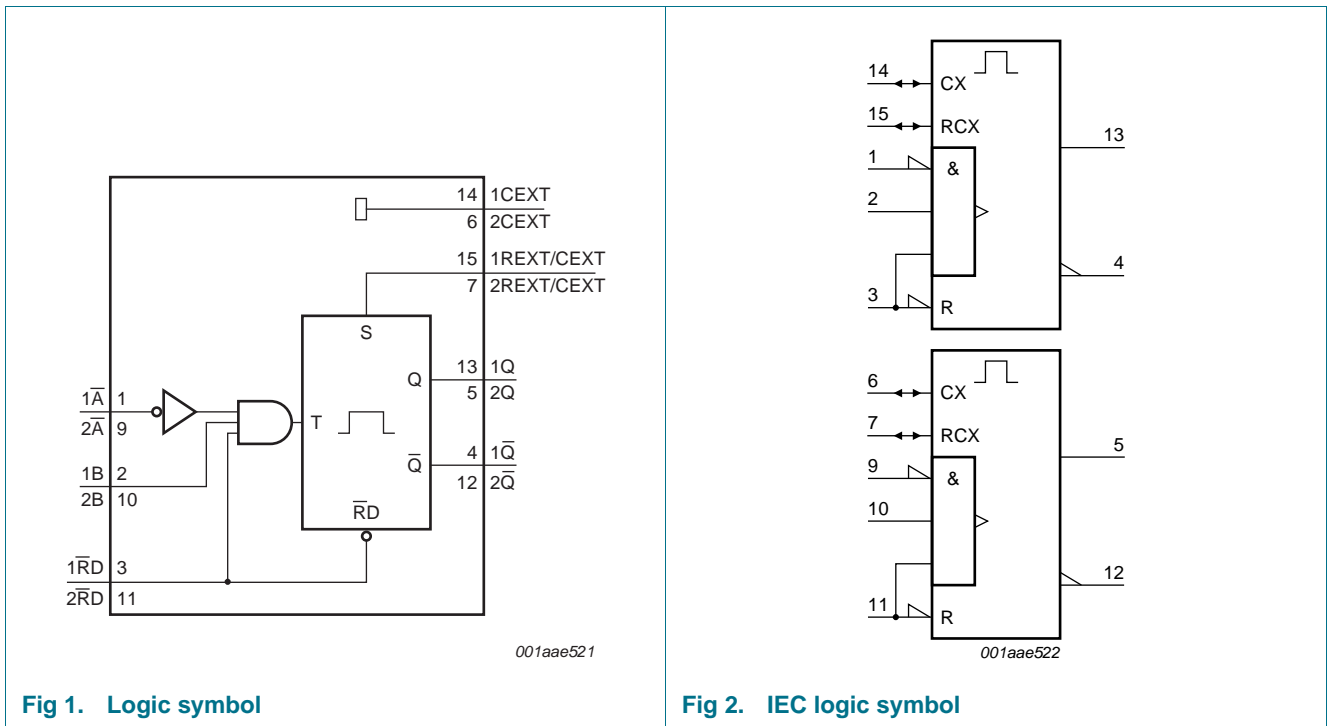 14 1CEXT
6 2CEXT
15 1REXT/CEXT
7 2REXT/CEXT
S
Q 13 1Q
5 2Q
1A̅ 1
2A̅ 9
T
Q̅ 4 1Q̅
12 2Q̅
1B 2
2B 10
R̅D
1R̅D 3
2R̅D 11
001aae521
Fig 1. Logic symbol
14 CX
15 RCX
1 &
2
3 R
13
4
6 CX
7 RCX
9 &
10
11 R
5
12
001aae522
Fig 2. IEC logic symbol